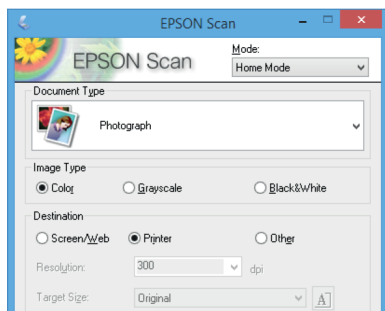 EPSON Scan
EPSON Scan
Mode:
Home Mode
Document Type
Photograph
Image Type
Color Grayscale Black&White
Destination
Screen/Web Printer Other
Resolution: 300 dpi
Target Size: Original A